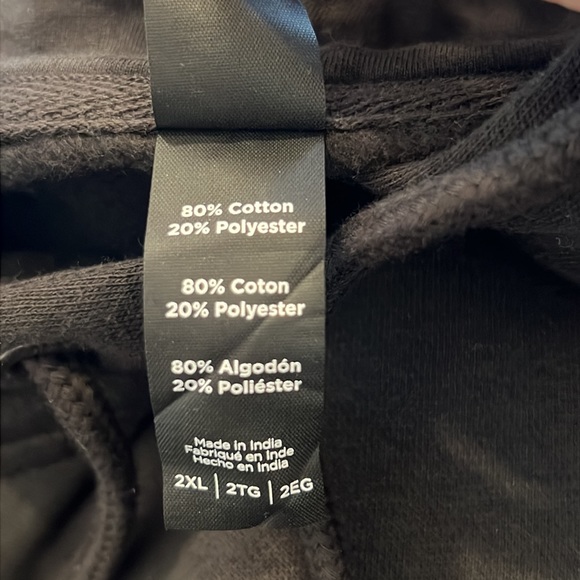 80% Cotton
20% Polyester
80% Coton
20% Polyester
80% Algodón
20% Poliéster
Made in India
Fabriqué en Inde
Hecho en India
2XL | 2TG | 2EG